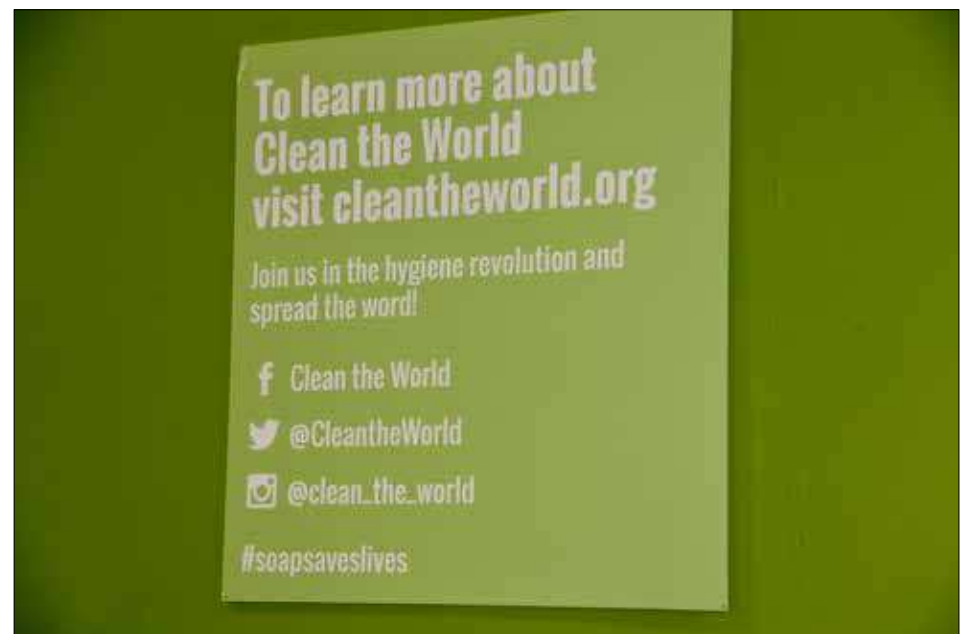 To learn more about
Clean the World
visit cleantheworld.org
Join us in the hygiene revolution and
spread the word!
Clean the World
@CleantheWorld
@clean_the_world
#soapsaveslives